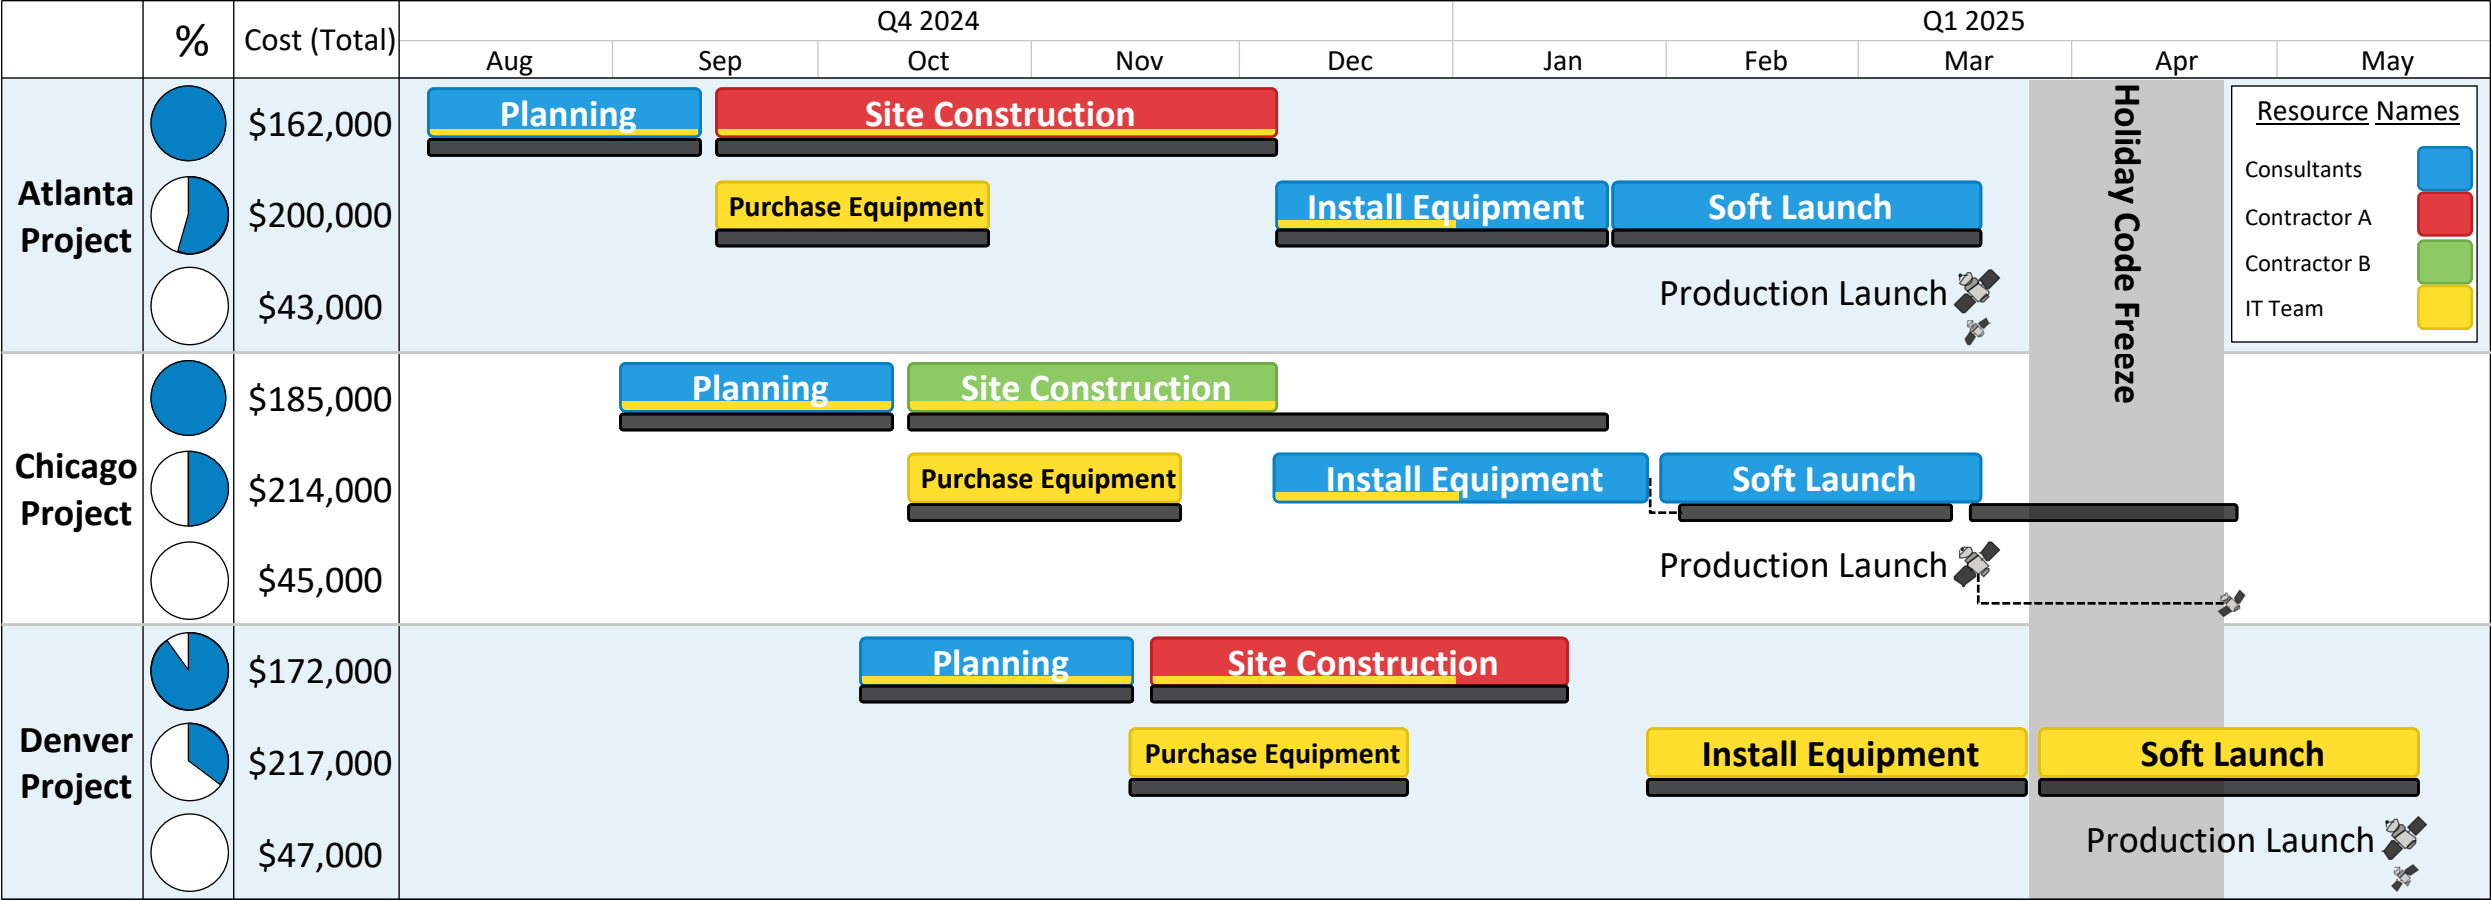 Q4 2024
Q1 2025
%
Cost (Total)
Aug
Sep
Oct
Nov
Dec
Jan
Feb
Mar
Apr
May
Atlanta
Project
$162,000
Planning
Site Construction
$200,000
Purchase Equipment
Install Equipment
Soft Launch
$43,000
Production Launch
Holiday Code Freeze
Resource Names
Consultants
Contractor A
Contractor B
IT Team
Chicago
Project
$185,000
Planning
Site Construction
$214,000
Purchase Equipment
Install Equipment
Soft Launch
$45,000
Production Launch
Denver
Project
$172,000
Planning
Site Construction
$217,000
Purchase Equipment
Install Equipment
Soft Launch
$47,000
Production Launch